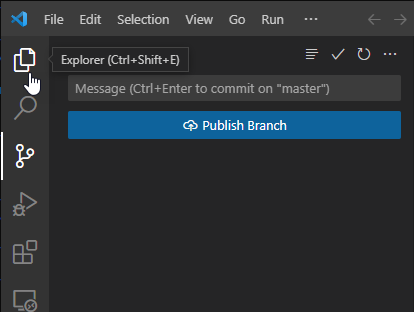 File Edit Selection View Go Run ···
Explorer (Ctrl+Shift+E)
Message (Ctrl+Enter to commit on "master")
Publish Branch